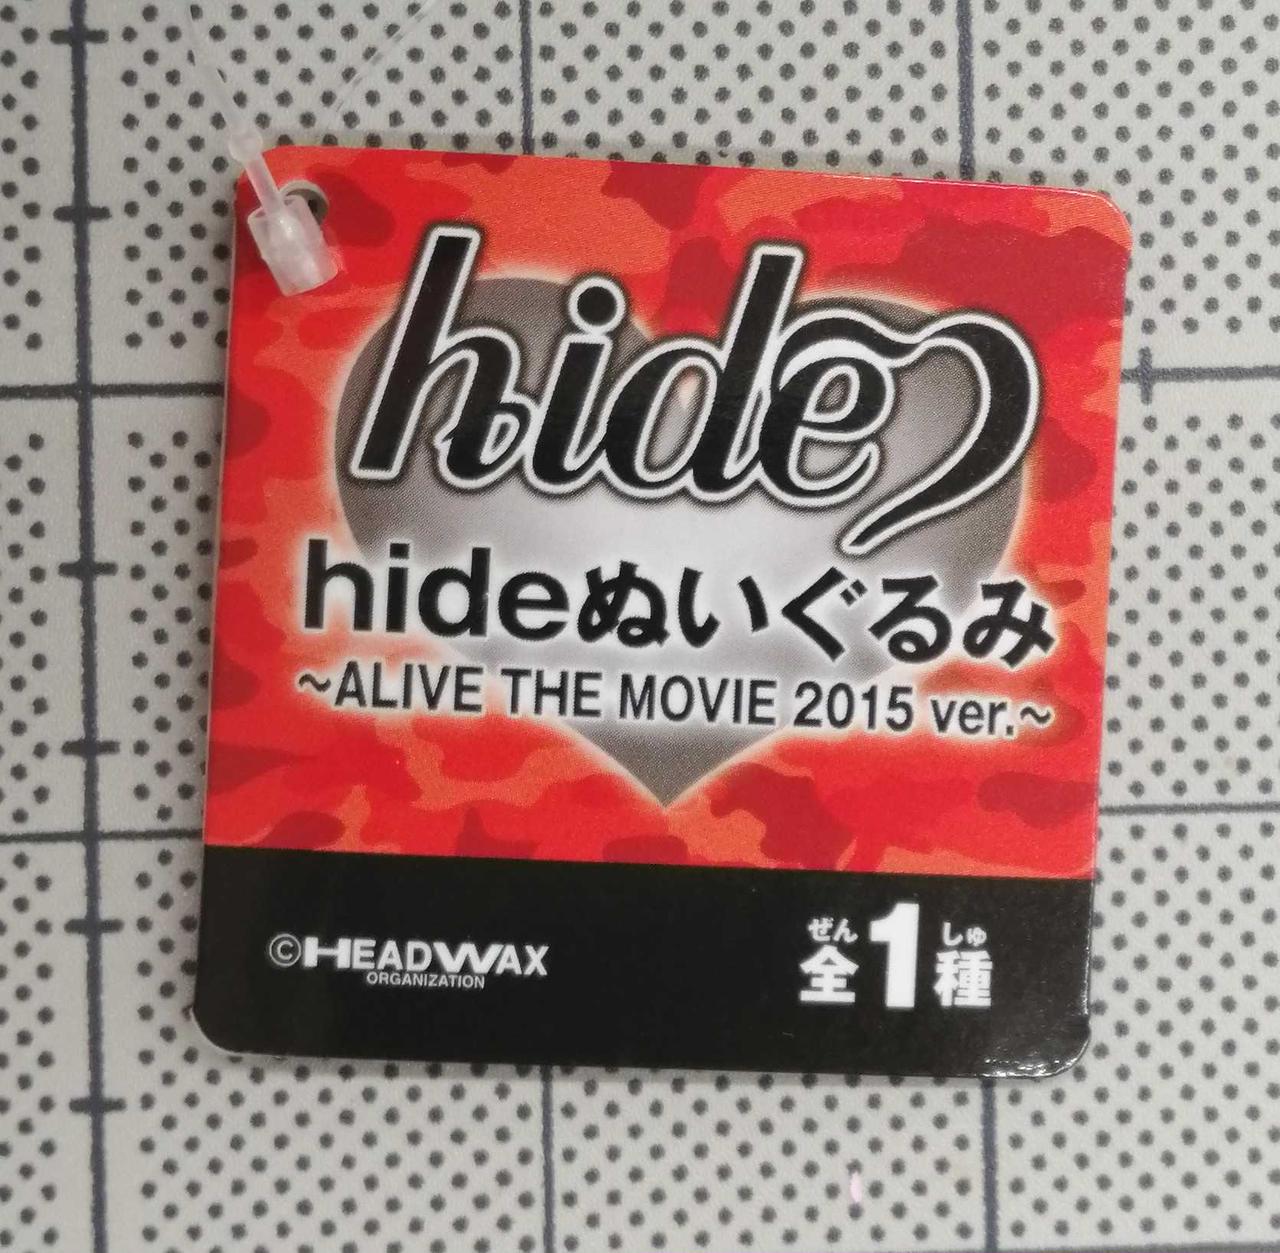 hide
hideぬいぐるみ
~ALIVE THE MOVIE 2015 ver.~
©HEADWAX
ORGANIZATION
ぜん しゅ
全1種